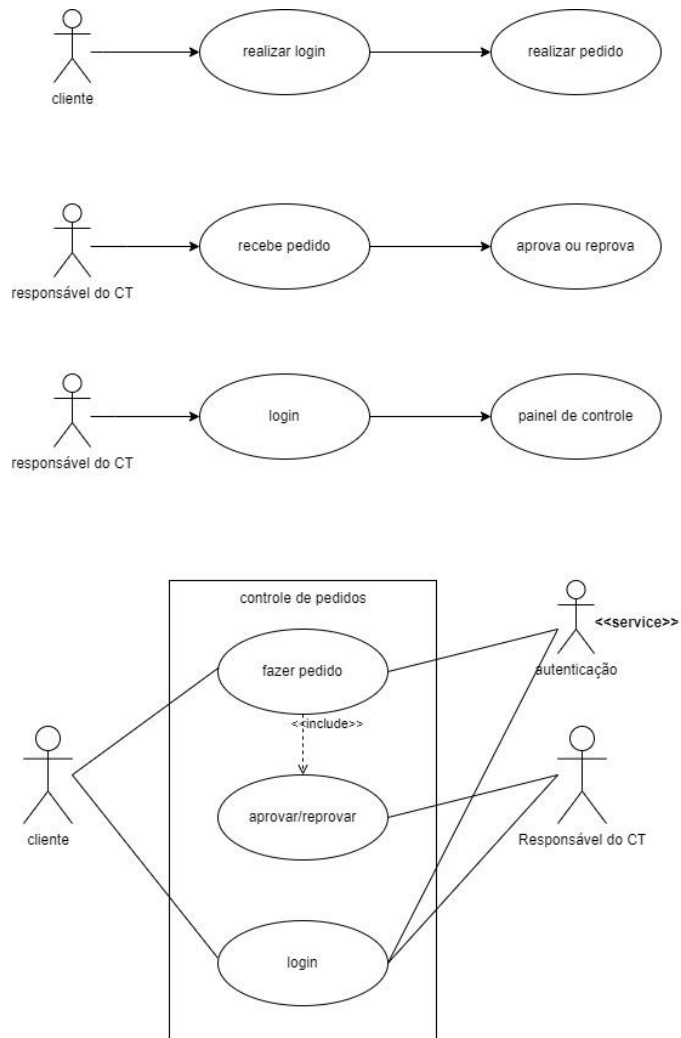 realizar login
realizar pedido
cliente
recebe pedido
aprova ou reprova
responsável do CT
login
painel de controle
responsável do CT
controle de pedidos
<<service>>
fazer pedido
autenticação
<<include>>
aprovar/reprovar
cliente
Responsável do CT
login